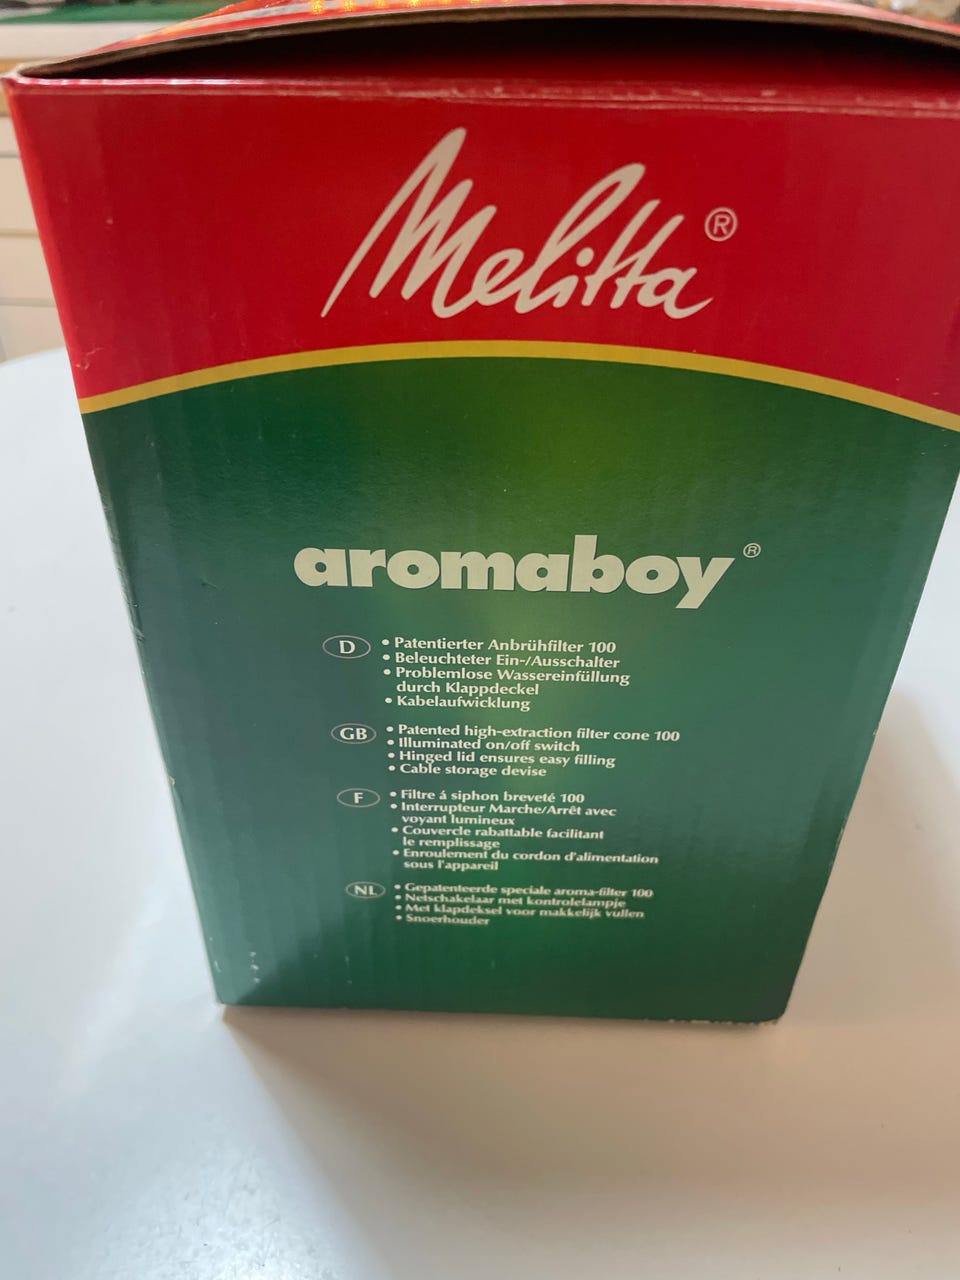 Melitta®
aromaboy®
D
• Patentierter Anbrühfilter 100
• Beleuchteter Ein-/Ausschalter
• Problemlose Wassereinfüllung
durch Klappdeckel
• Kabelaufwicklung
GB
• Patented high-extraction filter cone 100
• Illuminated on/off switch
• Hinged lid ensures easy filling
• Cable storage devise
F
• Filtre á siphon breveté 100
• Interrupteur Marche/Arrêt avec
voyant lumineux
• Couvercle rabattable facilitant
le remplissage
• Enroulement du cordon d'alimentation
sous l'appareil
NL
• Gepatenteerde speciale aroma-filter 100
• Netschakelaar met kontrolelampje
• Met klapdeksel voor makkelijk vullen
• Snoerhouder